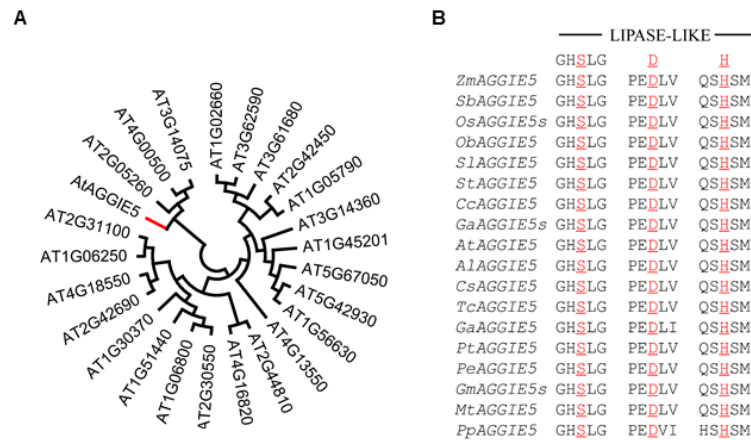 A
AT1G02660
AT3G62590
AT3G61680
AT2G42450
AT1G05790
AT3G14360
AT1G45201
AT5G67050
AT5G42930
AT1G56630
AT4G13550
AT2G44810
AT4G16820
AT2G30550
AT1G06800
AT1G51440
AT1G30370
AT2G42690
AT4G18550
AT1G06250
AT2G31100
AtAGGIE5
AT2G05260
AT4G00500
AT3G14075
B
LIPASE-LIKE
GHSLG D H
ZmAGGIE5 GHSLG PEDLV QSHSM
SbAGGIE5 GHSLG PEDLV QSHSM
OsAGGIE5s GHSLG PEDLV QSHSM
ObAGGIE5 GHSLG PEDLV QSHSM
SlAGGIE5 GHSLG PEDLV QSHSM
StAGGIE5 GHSLG PEDLV QSHSM
CcAGGIE5 GHSLG PEDLV QSHSM
GaAGGIE5s GHSLG PEDLV QSHSM
AtAGGIE5 GHSLG PEDLV QSHSM
AlAGGIE5 GHSLG PEDLV QSHSM
CsAGGIE5 GHSLG PEDLV QSHSM
TcAGGIE5 GHSLG PEDLV QSHSM
GaAGGIE5 GHSLG PEDLI QSHSM
PtAGGIE5 GHSLG PEDLV QSHSM
PeAGGIE5 GHSLG PEDLV QSHSM
GmAGGIE5s GHSLG PEDLV QSHSM
MtAGGIE5 GHSLG PEDLV QSHSM
PpAGGIE5 GHSLG PEDVI HSHSM